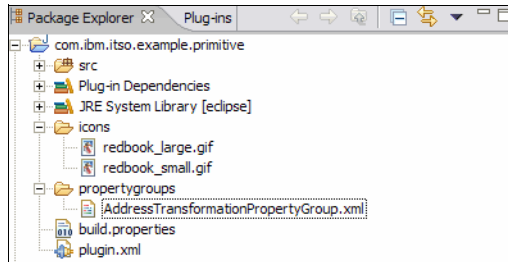 Package Explorer Plug-ins
com.ibm.itso.example.primitive
src
Plug-in Dependencies
JRE System Library [eclipse]
icons
redbook_large.gif
redbook_small.gif
propertygroups
AddressTransformationPropertyGroup.xml
build.properties
plugin.xml